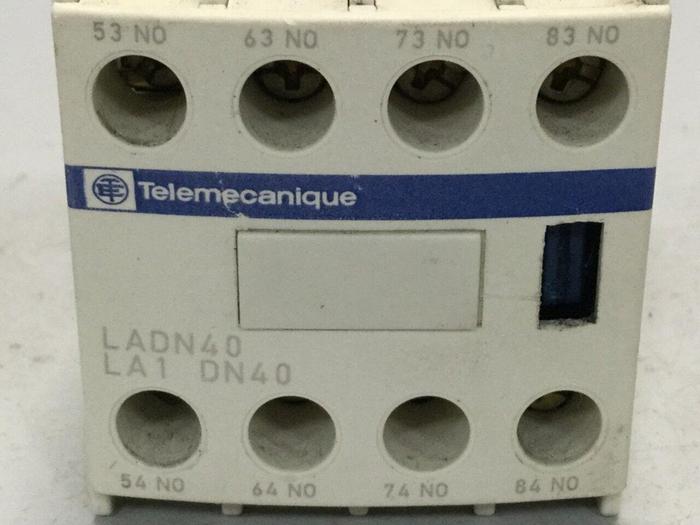 53 NO 63 NO 73 NO 83 NO
TE Telemecanique
LADN40
LA1 DN40
54 NO 64 NO 74 NO 84 NO